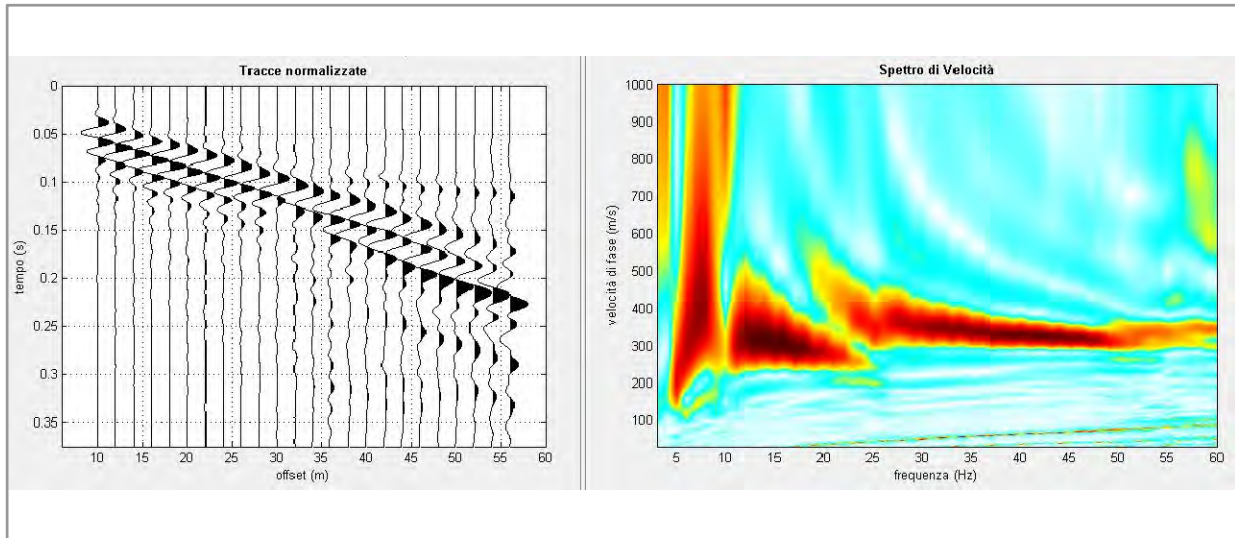 Tracce normalizzate
0
0.05
0.1
0.15
0.2
0.25
0.3
0.35
tempo (s)
10 15 20 25 30 35 40 45 50 55 60
offset (m)
Spettro di Velocità
1000
900
800
700
600
500
400
300
200
100
velocità di fase (m/s)
5 10 15 20 25 30 35 40 45 50 55 60
frequenza (Hz)